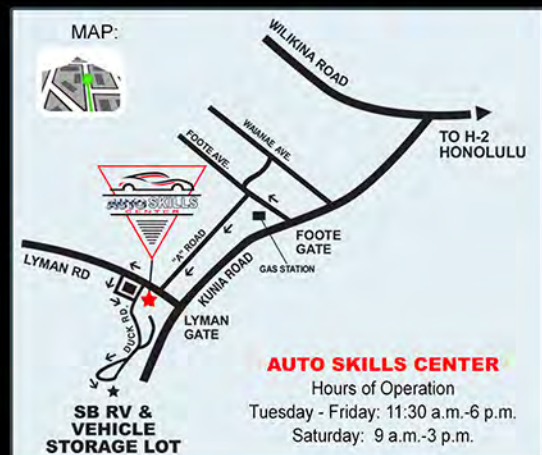 MAP:
WILIKINA ROAD
TO H-2
HONOLULU
WAIANAE AVE.
FOOTE AVE.
AUTO SKILLS
CENTER
"A" ROAD
FOOTE
GATE
GAS STATION
KUNIA ROAD
LYMAN RD
LYMAN
GATE
DUCK RD.
SB RV &
VEHICLE
STORAGE LOT
AUTO SKILLS CENTER
Hours of Operation
Tuesday - Friday: 11:30 a.m.-6 p.m.
Saturday: 9 a.m.-3 p.m.